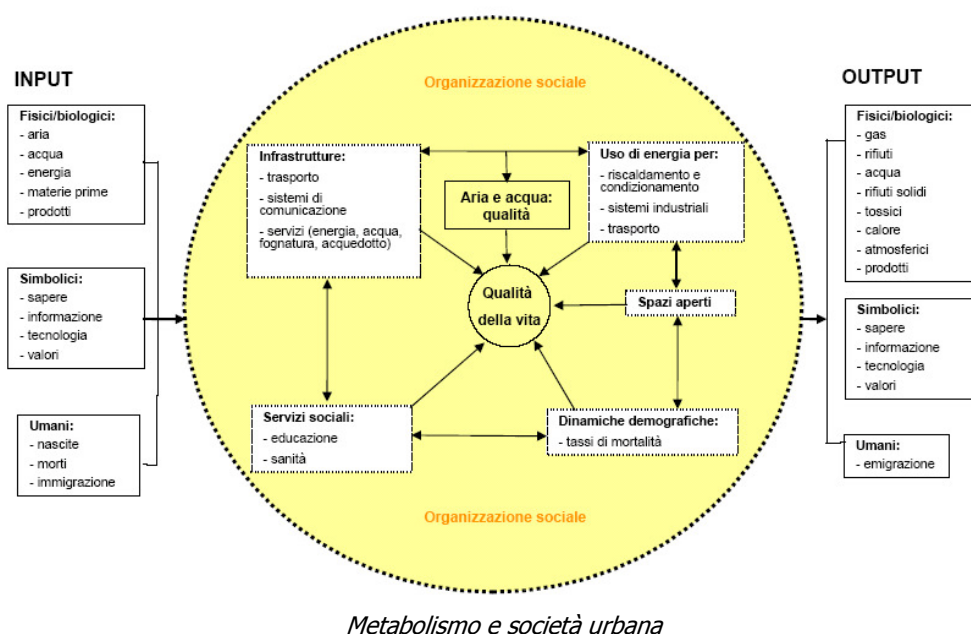 INPUT
Fisici/biologici:
- aria
- acqua
- energia
- materie prime
- prodotti
Simbolici:
- sapere
- informazione
- tecnologia
- valori
Umani:
- nascite
- morti
- immigrazione
Organizzazione sociale
Infrastrutture:
- trasporto
- sistemi di
comunicazione
- servizi (energia, acqua,
fognatura, acquedotto)
Aria e acqua:
qualità
Uso di energia per:
- riscaldamento e
condizionamento
- sistemi industriali
- trasporto
Qualità
della vita
Spazi aperti
Servizi sociali:
- educazione
- sanità
Dinamiche demografiche:
- tassi di mortalità
Organizzazione sociale
OUTPUT
Fisici/biologici:
- gas
- rifiuti
- acqua
- rifiuti solidi
- tossici
- calore
- atmosferici
- prodotti
Simbolici:
- sapere
- informazione
- tecnologia
- valori
Umani:
- emigrazione
Metabolismo e società urbana